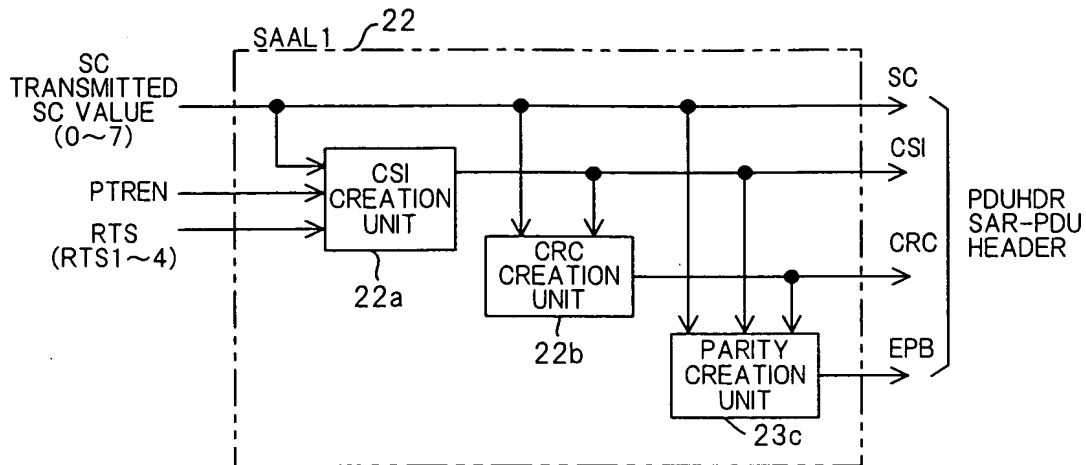 SAAL1
22
SC
TRANSMITTED
SC VALUE
(0~7)
PTREN
RTS
(RTS1~4)
CSI
CREATION
UNIT
22a
CRC
CREATION
UNIT
22b
PARITY
CREATION
UNIT
23c
SC
CSI
CRC
EPB
PDUHDR
SAR-PDU
HEADER